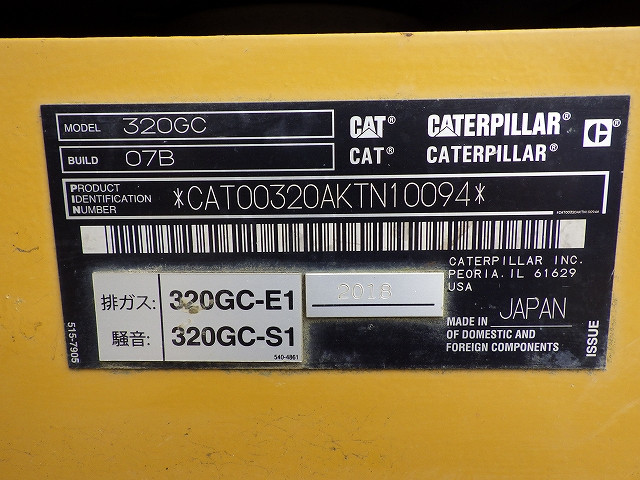 MODEL 320GC
CAT® CATERPILLAR® C®
BUILD 07B
CAT® CATERPILLAR®
PRODUCT
IDENTIFICATION
NUMBER
*CAT00320AKTN10094*
*CAT00320AKTN10094*
CATERPILLAR INC.
PEORIA. IL 61629
USA
排ガス: 320GC-E1
騒音: 320GC-S1
540-4861
2018
MADE IN JAPAN
OF DOMESTIC AND
FOREIGN COMPONENTS
ISSUE
515-7905